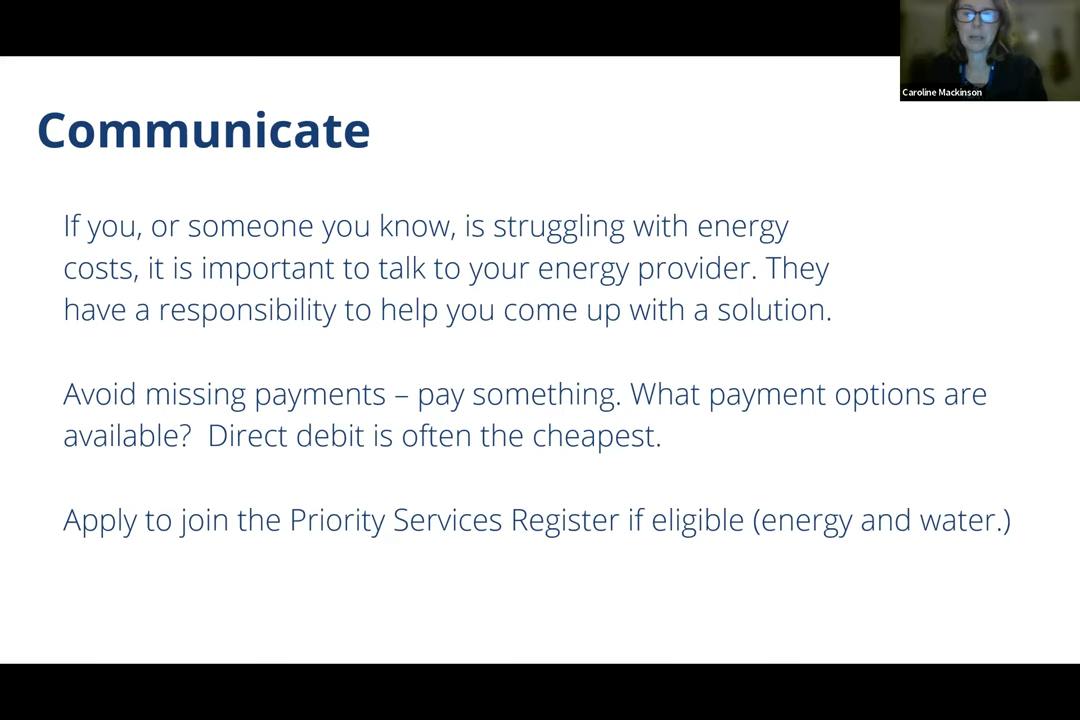 Caroline Mackinson
Communicate
If you, or someone you know, is struggling with energy
costs, it is important to talk to your energy provider. They
have a responsibility to help you come up with a solution.
Avoid missing payments – pay something. What payment options are
available?  Direct debit is often the cheapest.
Apply to join the Priority Services Register if eligible (energy and water.)